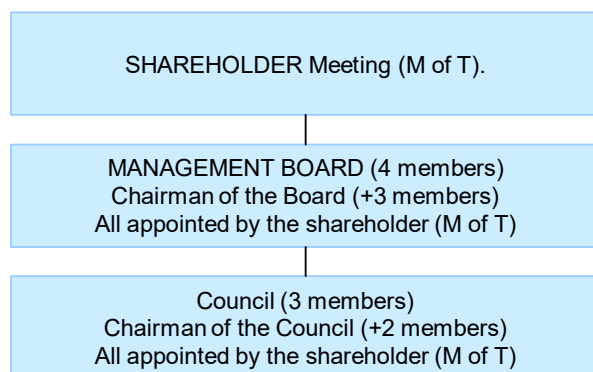 SHAREHOLDER Meeting (M of T).
MANAGEMENT BOARD (4 members)
Chairman of the Board (+3 members)
All appointed by the shareholder (M of T)
Council (3 members)
Chairman of the Council (+2 members)
All appointed by the shareholder (M of T)